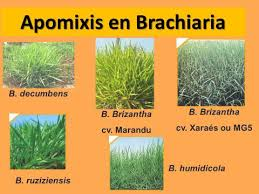 Apomixis en Brachiaria
B. decumbens
B. Brizantha
cv. Marandu
B. Brizantha
cv. Xaraés ou MG5
B. ruziziensis
B. humidicola